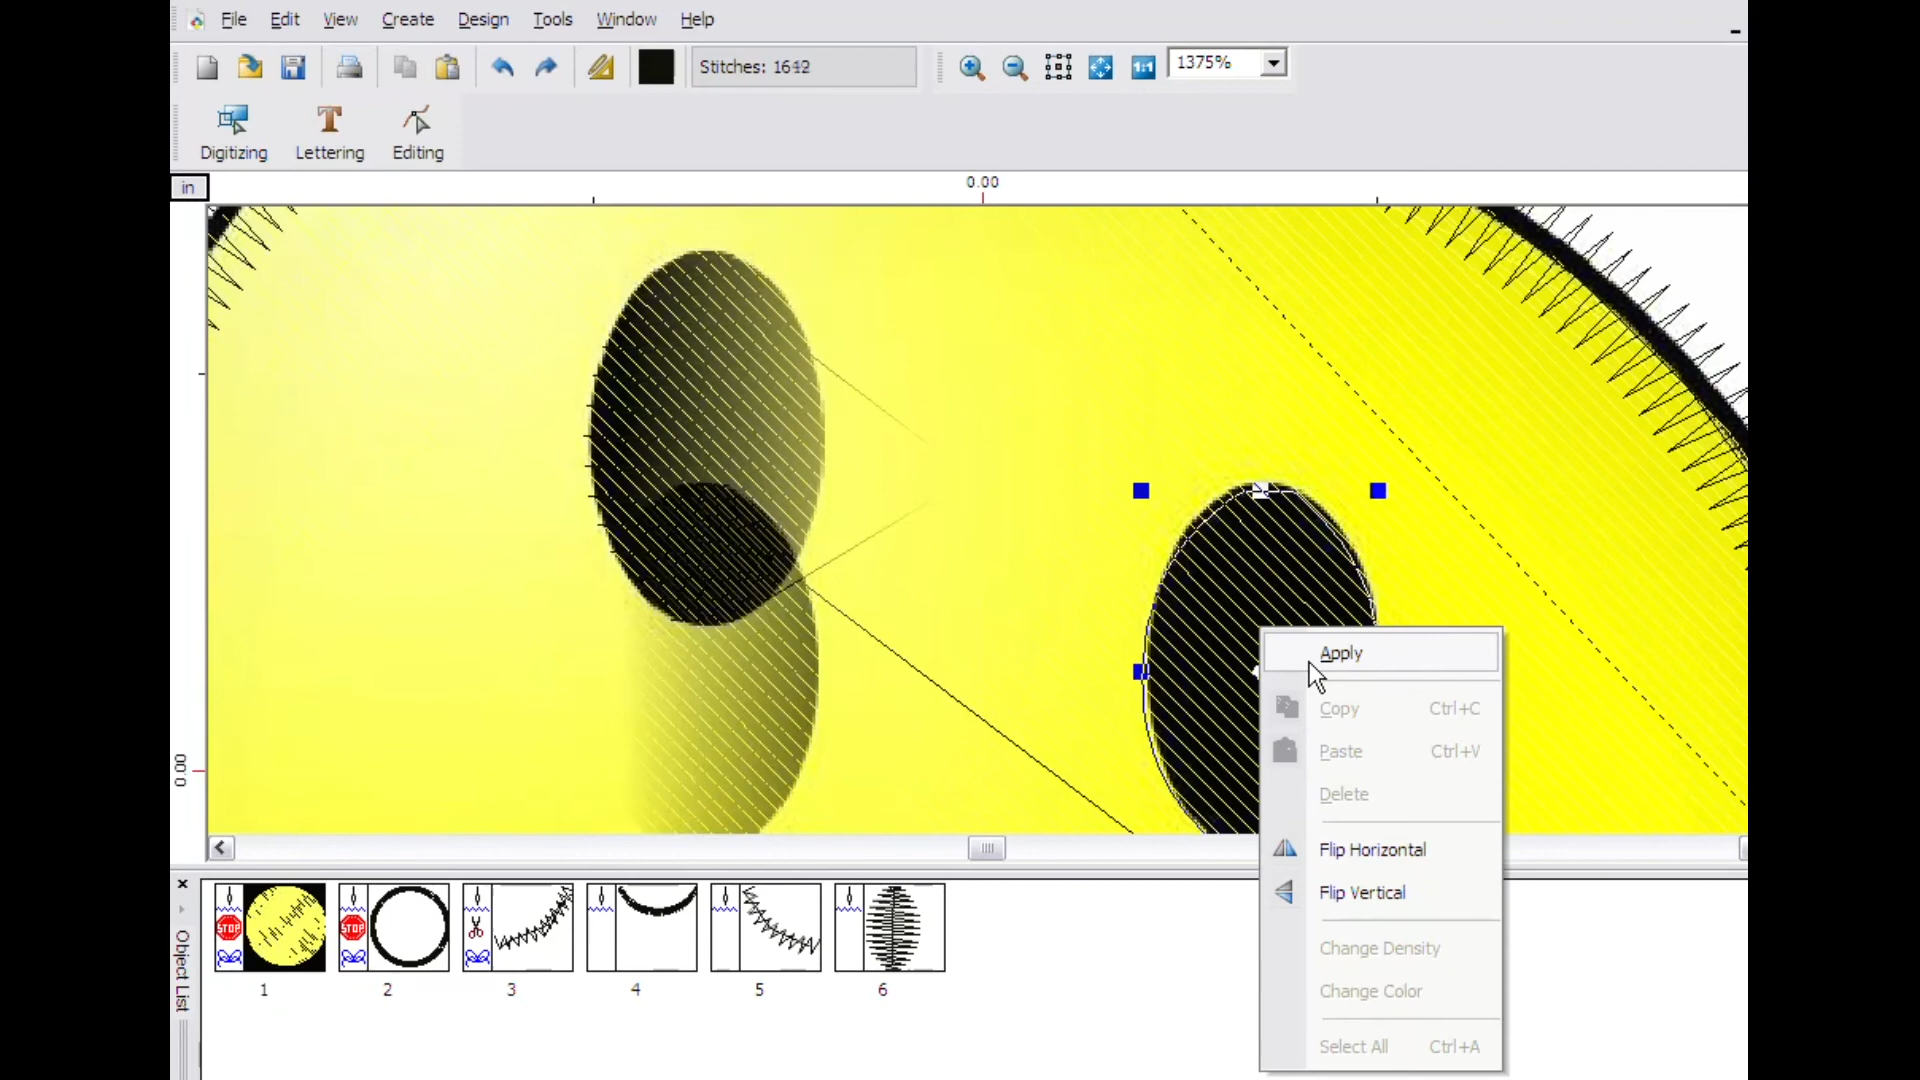 File Edit View Create Design Tools Window Help
1:1 1375%
Digitizing Lettering Editing
in
0.00
0.00
Apply
Copy Ctrl+C
Paste Ctrl+V
Delete
Flip Horizontal
Flip Vertical
Change Density
Change Color
Select All Ctrl+A
Object List
STOP STOP
1 2 3 4 5 6
Stitches: